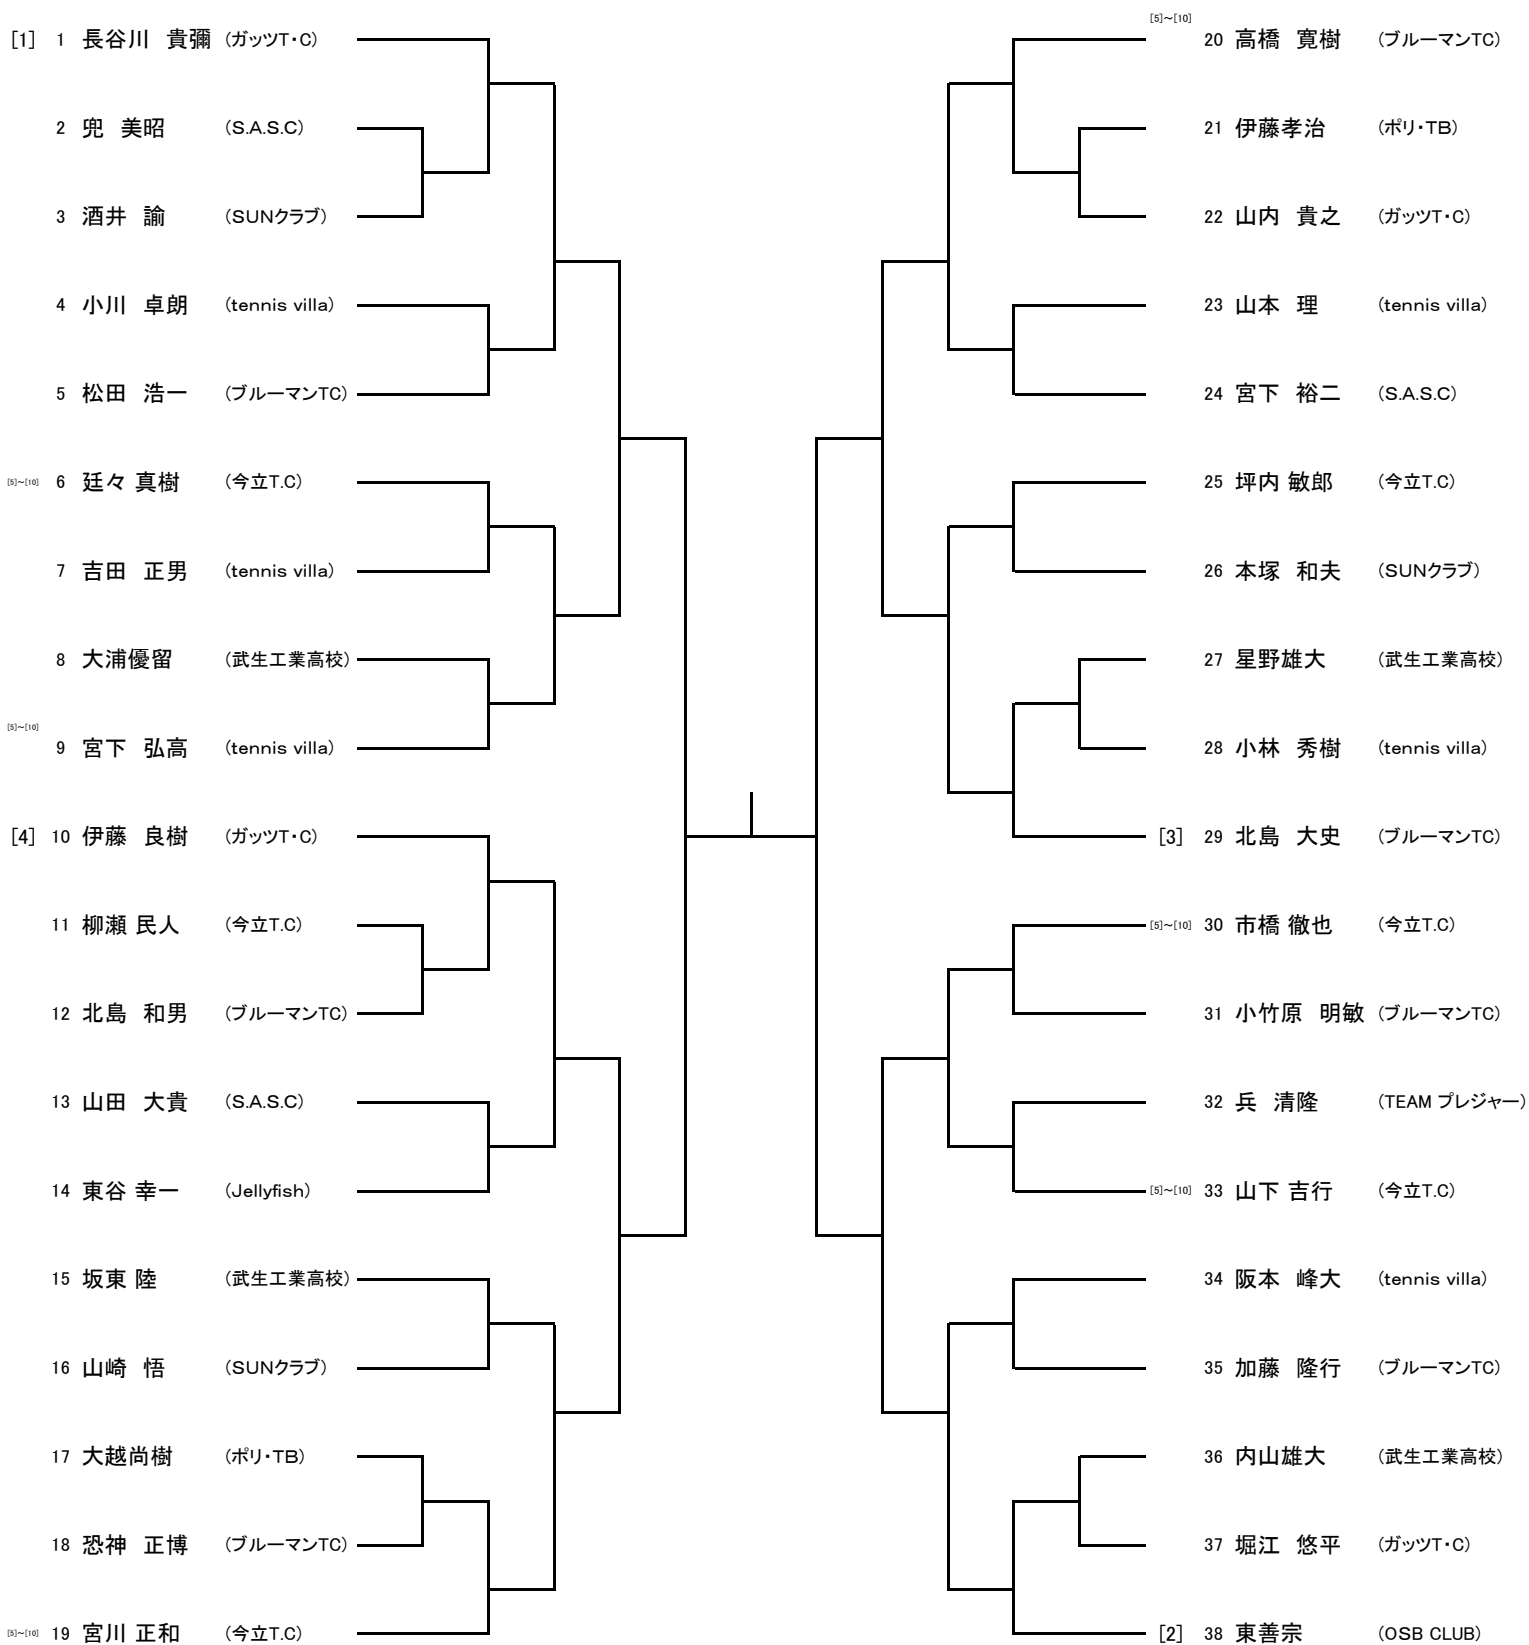 [1] 1 長谷川 貴彌 (ガッツT・C)
2 兜 美昭 (S.A.S.C)
3 酒井 諭 (SUNクラブ)
4 小川 卓朗 (tennis villa)
5 松田 浩一 (ブルーマンTC)
[5]~[10] 6 廷々 真樹 (今立T.C)
7 吉田 正男 (tennis villa)
8 大浦優留 (武生工業高校)
[5]~[10] 9 宮下 弘高 (tennis villa)
[4] 10 伊藤 良樹 (ガッツT・C)
11 柳瀬 民人 (今立T.C)
12 北島 和男 (ブルーマンTC)
13 山田 大貴 (S.A.S.C)
14 東谷 幸一 (Jellyfish)
15 坂東 陸 (武生工業高校)
16 山崎 悟 (SUNクラブ)
17 大越尚樹 (ポリ・TB)
18 恐神 正博 (ブルーマンTC)
[5]~[10] 19 宮川 正和 (今立T.C)
[5]~[10] 20 高橋 寛樹 (ブルーマンTC)
21 伊藤孝治 (ポリ・TB)
22 山内 貴之 (ガッツT・C)
23 山本 理 (tennis villa)
24 宮下 裕二 (S.A.S.C)
25 坪内 敏郎 (今立T.C)
26 本塚 和夫 (SUNクラブ)
27 星野雄大 (武生工業高校)
28 小林 秀樹 (tennis villa)
[3] 29 北島 大史 (ブルーマンTC)
[5]~[10] 30 市橋 徹也 (今立T.C)
31 小竹原 明敏 (ブルーマンTC)
32 兵 清隆 (TEAM プレジャー)
[5]~[10] 33 山下 吉行 (今立T.C)
34 阪本 峰大 (tennis villa)
35 加藤 隆行 (ブルーマンTC)
36 内山雄大 (武生工業高校)
37 堀江 悠平 (ガッツT・C)
[2] 38 東善宗 (OSB CLUB)